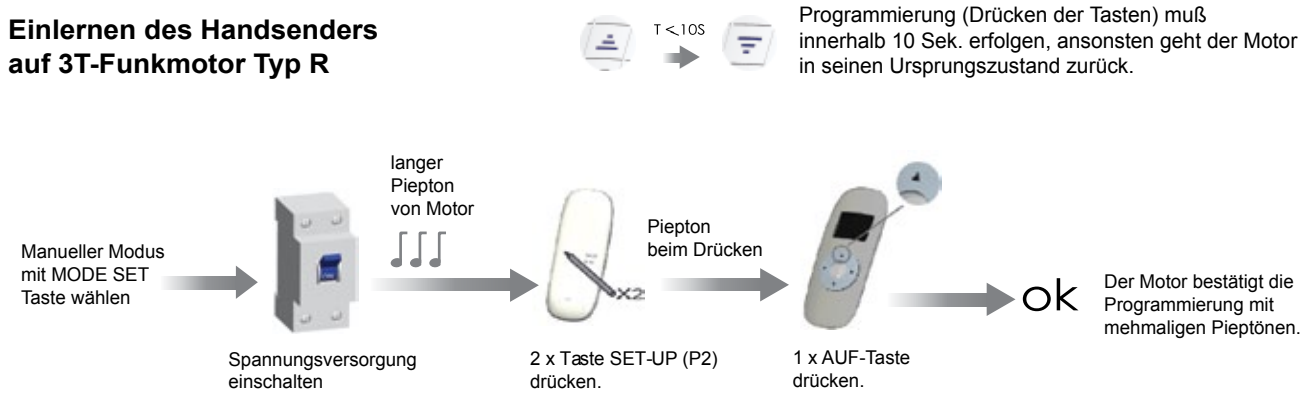 Einlernen des Handsenders
auf 3T-Funkmotor Typ R
T<10S
Programmierung (Drücken der Tasten) muß
innerhalb 10 Sek. erfolgen, ansonsten geht der Motor
in seinen Ursprungszustand zurück.
Manueller Modus
mit MODE SET
Taste wählen
langer
Piepton
von Motor
Spannungsversorgung
einschalten
X2
2 x Taste SET-UP (P2)
drücken.
Piepton
beim Drücken
1 x AUF-Taste
drücken.
ok
Der Motor bestätigt die
Programmierung mit
mehmaligen Pieptönen.